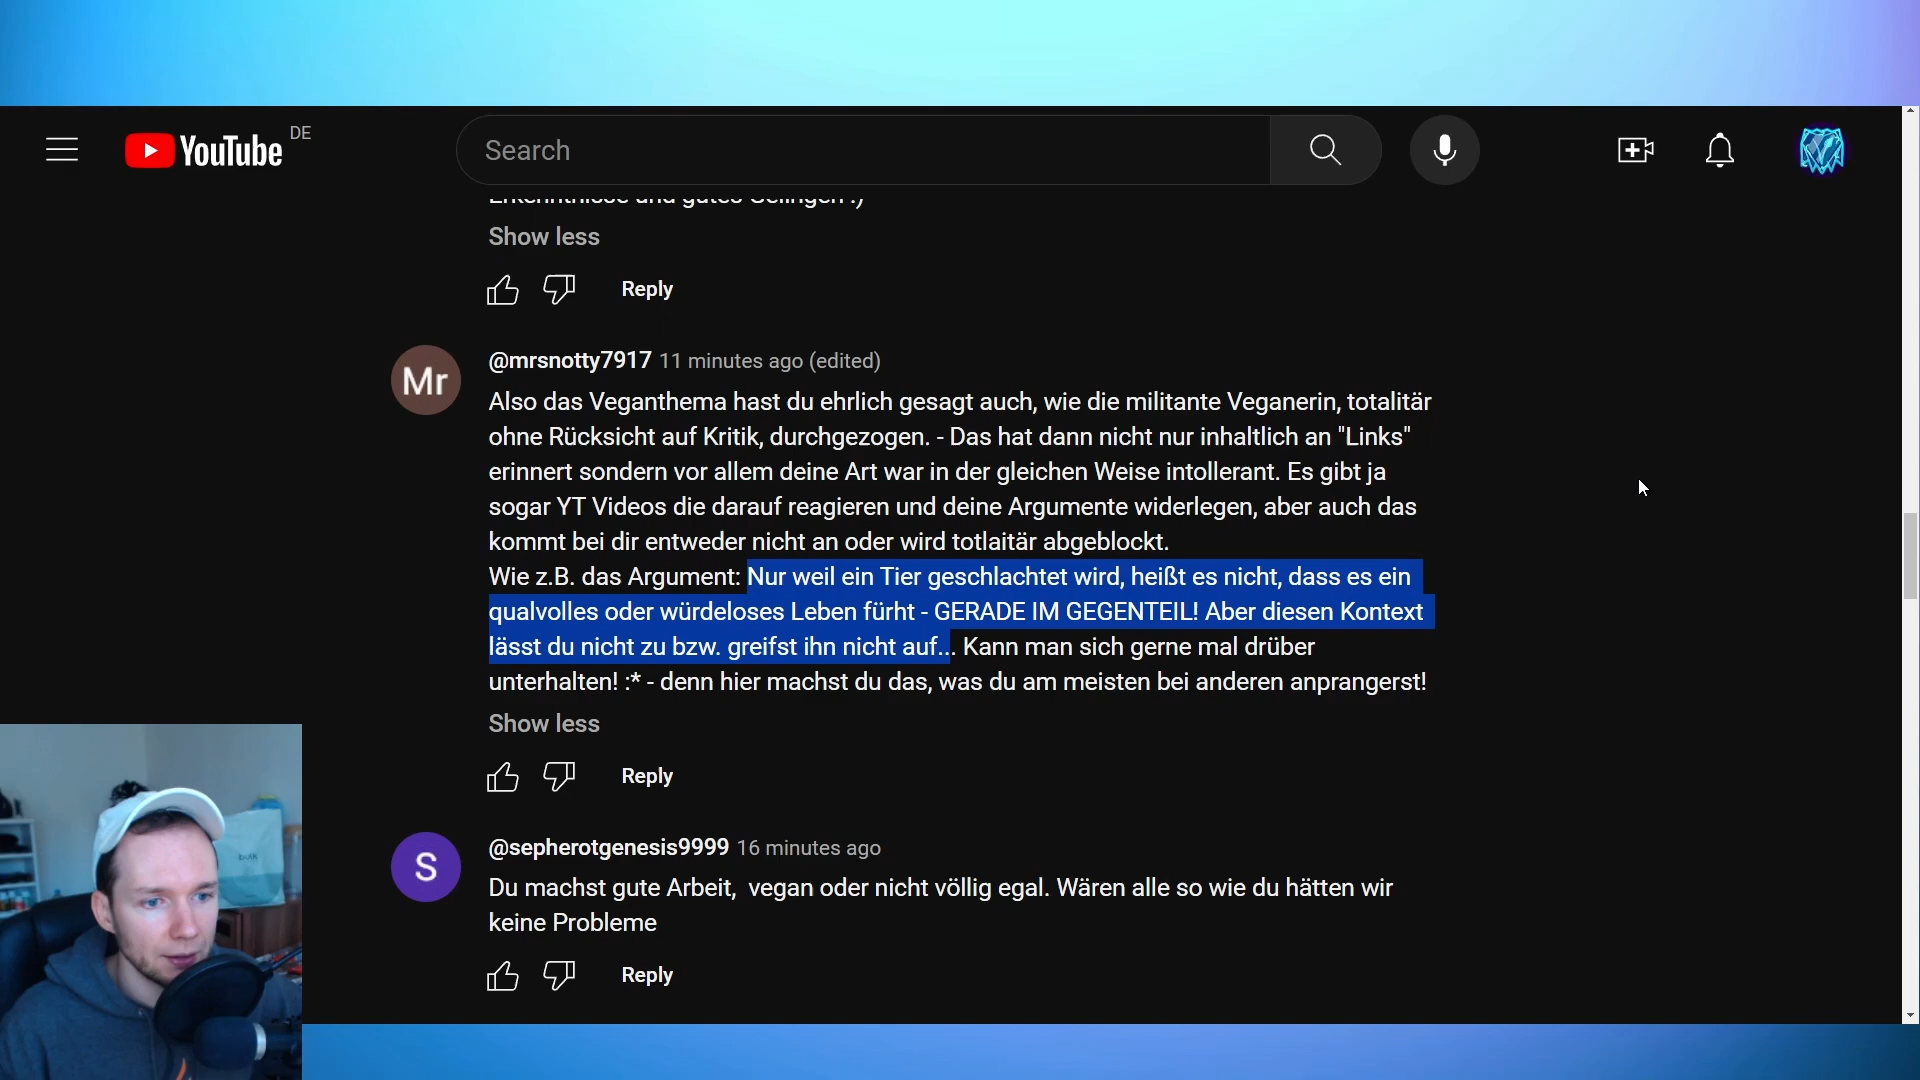 YouTube DE
Search
Erkenntnisse und gutes Gelingen :)
Show less
Reply
Mr
@mrsnotty7917 11 minutes ago (edited)
Also das Veganthema hast du ehrlich gesagt auch, wie die militante Veganerin, totalitär
ohne Rücksicht auf Kritik, durchgezogen. - Das hat dann nicht nur inhaltlich an "Links"
erinnert sondern vor allem deine Art war in der gleichen Weise intollerant. Es gibt ja
sogar YT Videos die darauf reagieren und deine Argumente widerlegen, aber auch das
kommt bei dir entweder nicht an oder wird totlaitär abgeblockt.
Wie z.B. das Argument: Nur weil ein Tier geschlachtet wird, heißt es nicht, dass es ein
qualvolles oder würdeloses Leben fürht - GERADE IM GEGENTEIL! Aber diesen Kontext
lässt du nicht zu bzw. greifst ihn nicht auf... Kann man sich gerne mal drüber
unterhalten! :* - denn hier machst du das, was du am meisten bei anderen anprangerst!
Show less
Reply
S
@sepherotgenesis9999 16 minutes ago
Du machst gute Arbeit, vegan oder nicht völlig egal. Wären alle so wie du hätten wir
keine Probleme
Reply
bulk